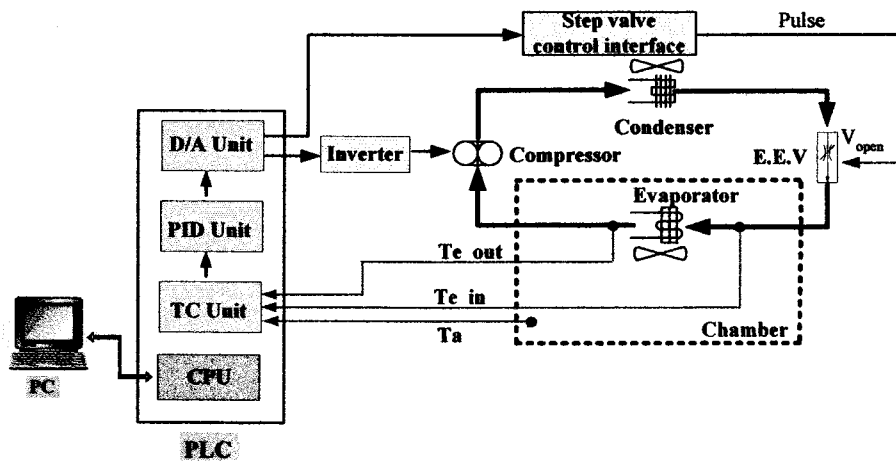 Step valve
control interface
Pulse
Condenser
D/A Unit
Inverter
Compressor
E.E.V
Vopen
Evaporator
PID Unit
Te out
TC Unit
Te in
Ta
Chamber
CPU
PC
PLC